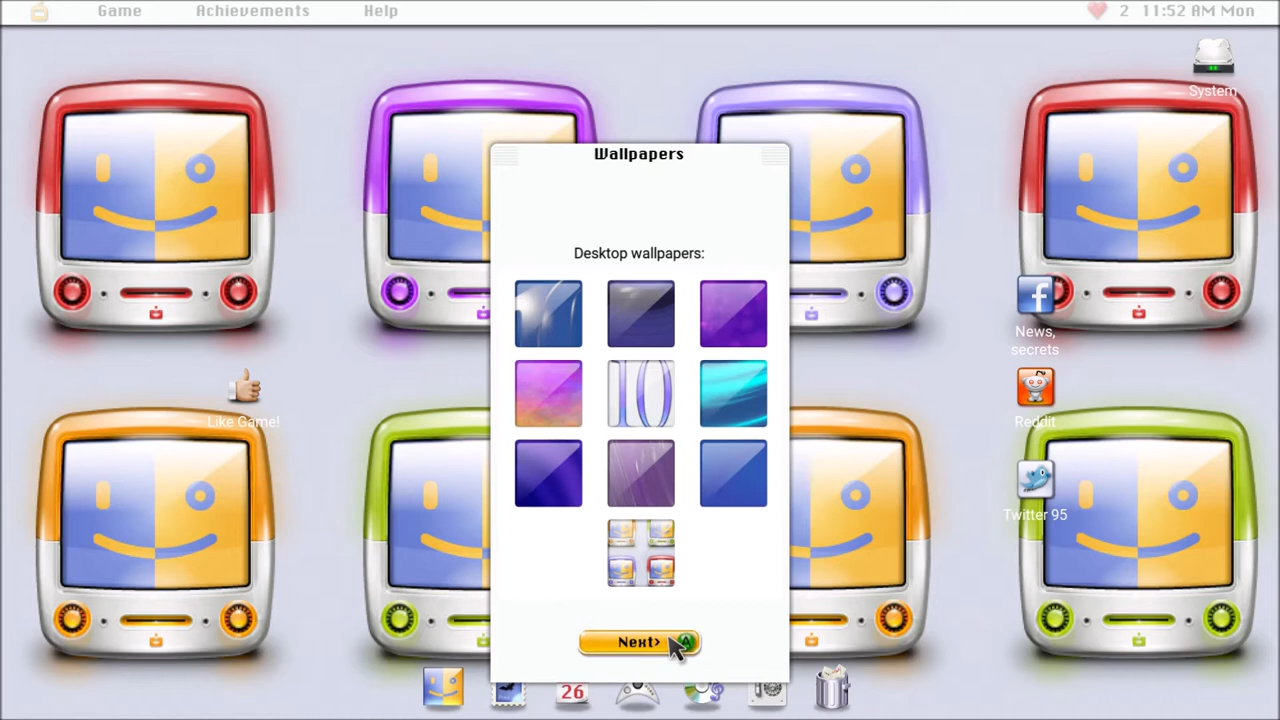 Game Achievements Help 2 11:52 AM Mon
System
Wallpapers
Desktop wallpapers:
News,
secrets
10
Like Game!
Reddit
Twitter 95
Next>
A
26